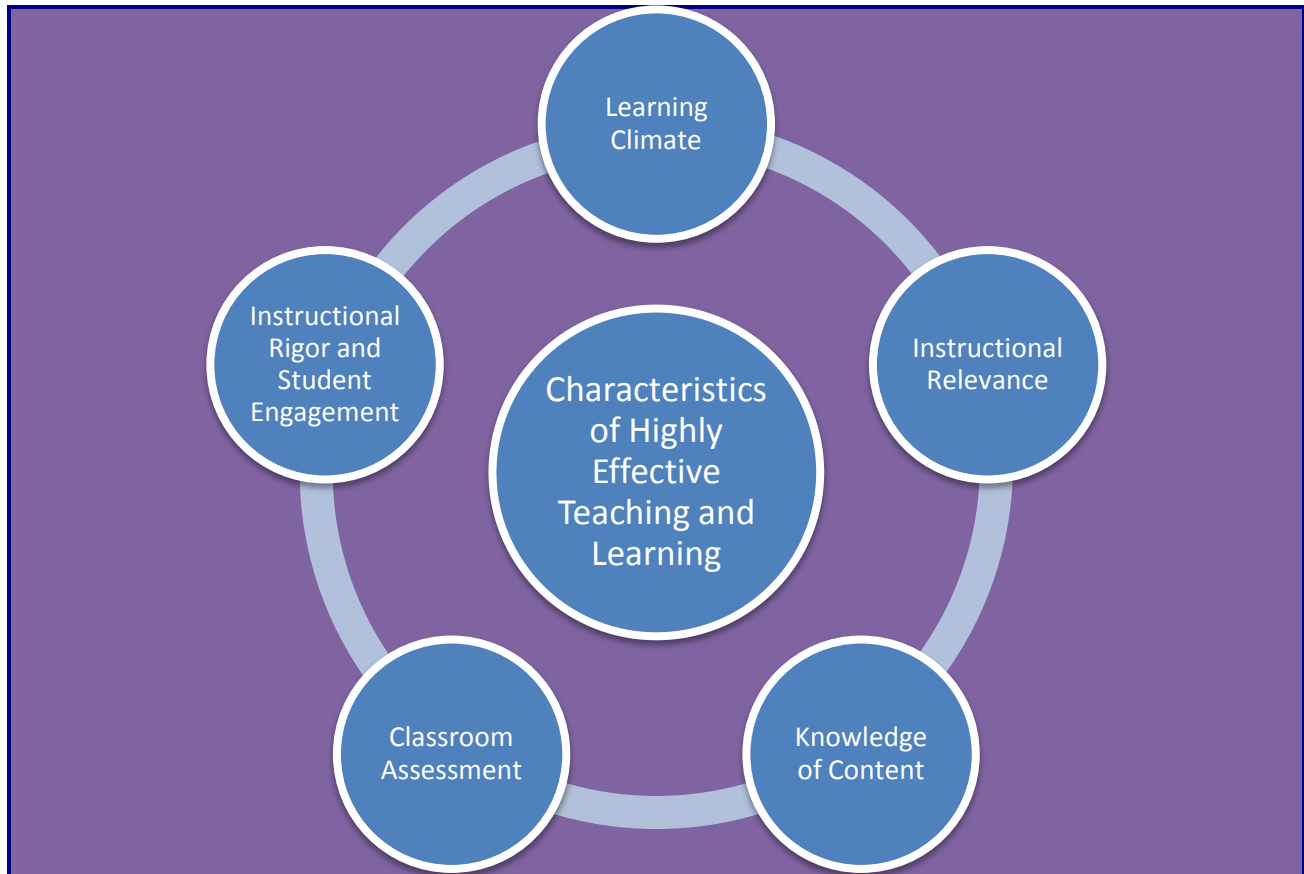 Learning
Climate
Instructional
Rigor and
Student
Engagement
Instructional
Relevance
Characteristics
of Highly
Effective
Teaching and
Learning
Classroom
Assessment
Knowledge
of Content